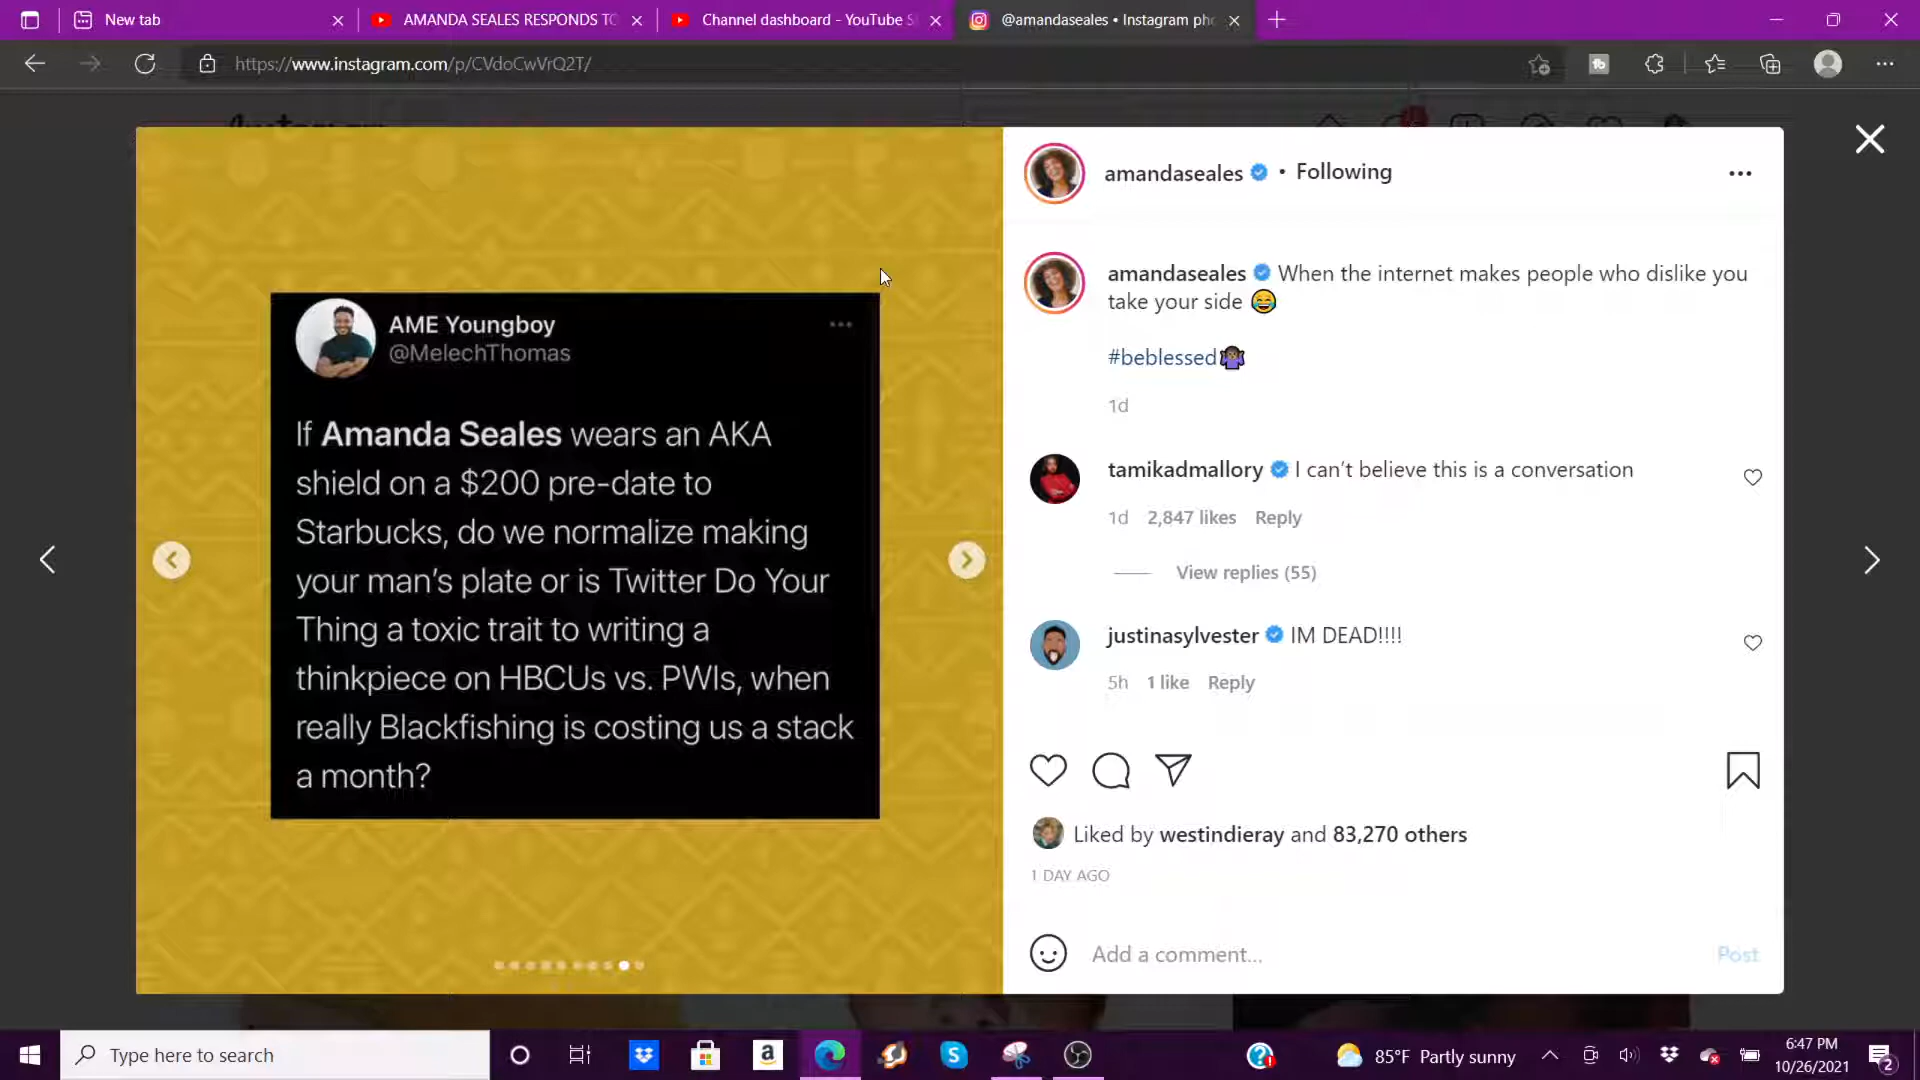 New tab
AMANDA SEALES RESPONDS TO
Channel dashboard - YouTube S
@amandaseales • Instagram pho
https://www.instagram.com/p/CVdoCwVrQ2T/
Instagram
amandaseales • Following
AME Youngboy
@MelechThomas
If Amanda Seales wears an AKA
shield on a $200 pre-date to
Starbucks, do we normalize making
your man's plate or is Twitter Do Your
Thing a toxic trait to writing a
thinkpiece on HBCUs vs. PWIs, when
really Blackfishing is costing us a stack
a month?
amandaseales When the internet makes people who dislike you
take your side 😂
#beblessed🤷🏾‍♀️
1d
tamikadmallory I can't believe this is a conversation
1d 2,847 likes Reply
View replies (55)
justinasylvester IM DEAD!!!!
5h 1 like Reply
Liked by westindieray and 83,270 others
1 DAY AGO
Add a comment...
Post
Type here to search
85°F Partly sunny
6:47 PM
10/26/2021
2